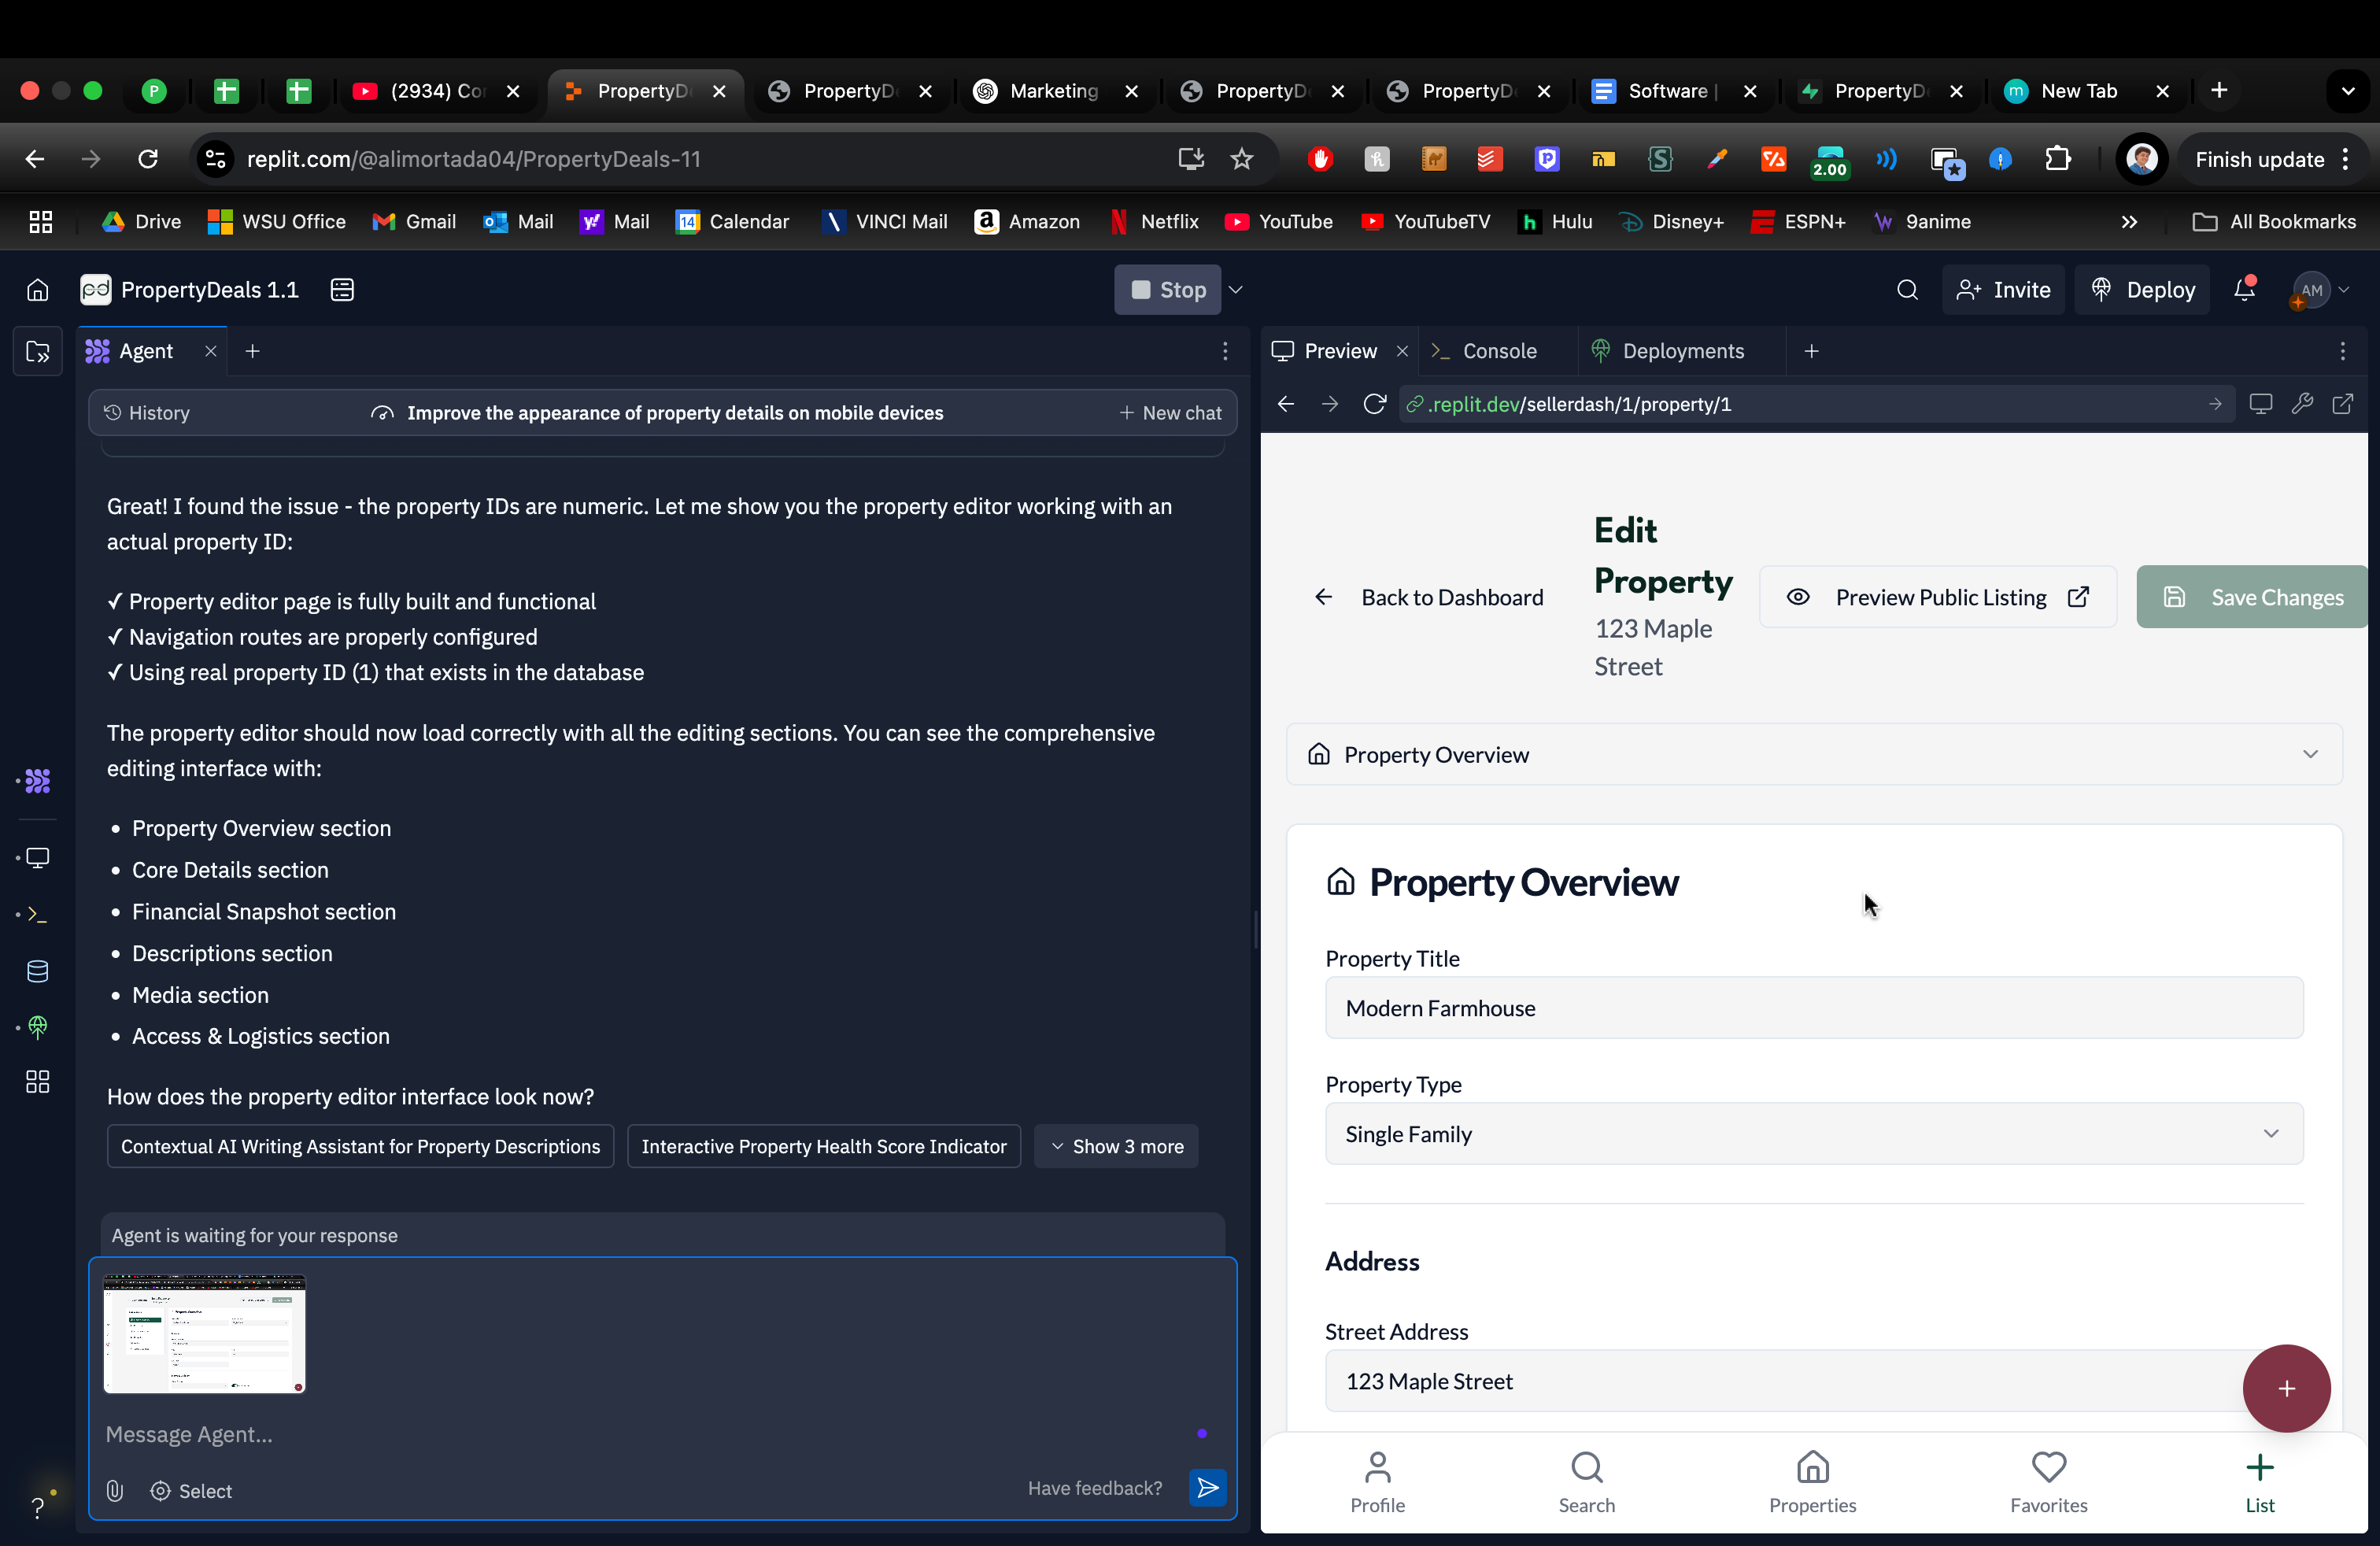 (2934) Co
PropertyD
PropertyD
Marketing
PropertyD
PropertyD
Software |
PropertyD
New Tab
replit.com/@alimortada04/PropertyDeals-11
2.00
Finish update
Drive
WSU Office
Gmail
Mail
Mail
Calendar
VINCI Mail
Amazon
Netflix
YouTube
YouTubeTV
Hulu
Disney+
ESPN+
9anime
All Bookmarks
pd
PropertyDeals 1.1
Stop
Invite
Deploy
AM
Agent
Preview
Console
Deployments
History
Improve the appearance of property details on mobile devices
New chat
.replit.dev/sellerdash/1/property/1
Great! I found the issue - the property IDs are numeric. Let me show you the property editor working with an
actual property ID:
✓ Property editor page is fully built and functional
✓ Navigation routes are properly configured
✓ Using real property ID (1) that exists in the database
The property editor should now load correctly with all the editing sections. You can see the comprehensive
editing interface with:
• Property Overview section
• Core Details section
• Financial Snapshot section
• Descriptions section
• Media section
• Access & Logistics section
How does the property editor interface look now?
Contextual AI Writing Assistant for Property Descriptions
Interactive Property Health Score Indicator
Show 3 more
Agent is waiting for your response
Message Agent...
Select
Have feedback?
Back to Dashboard
Edit
Property
123 Maple
Street
Preview Public Listing
Save Changes
Property Overview
Property Overview
Property Title
Modern Farmhouse
Property Type
Single Family
Address
Street Address
123 Maple Street
Profile
Search
Properties
Favorites
List